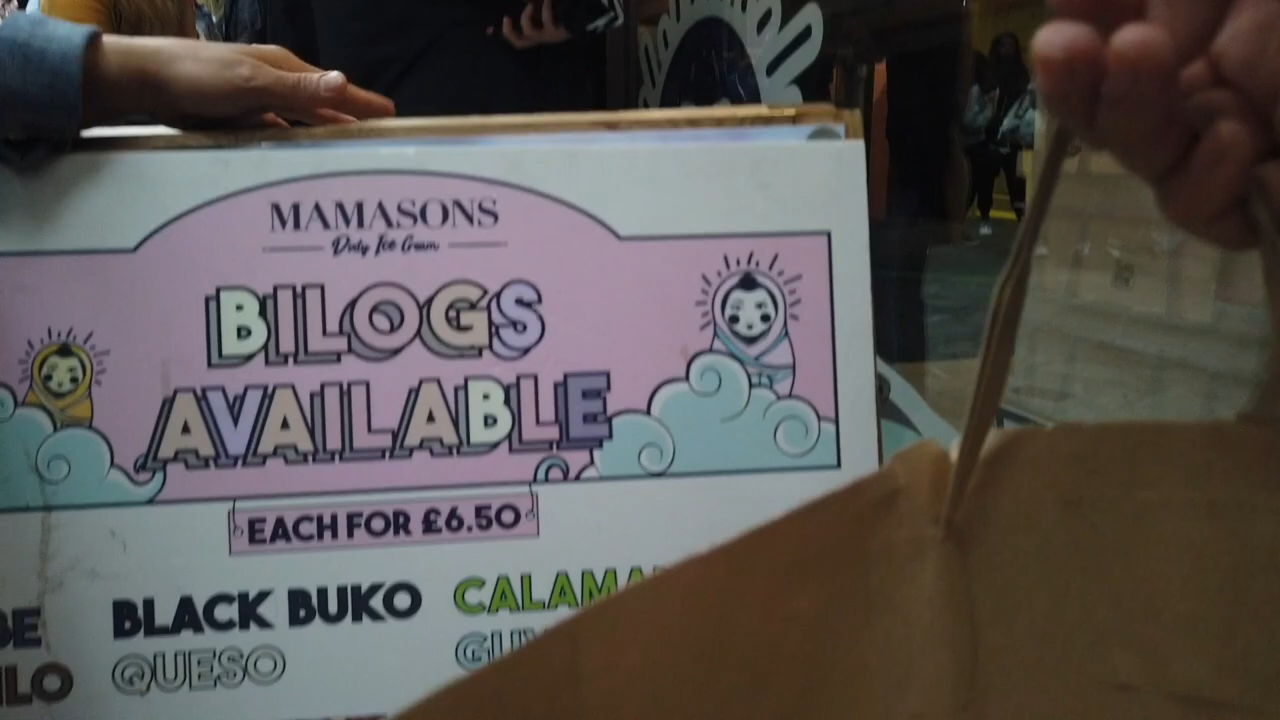 MAMASONS
Dirty Ice Cream
BILOGS
AVAILABLE
EACH FOR £6.50
BLACK BUKO
QUESO